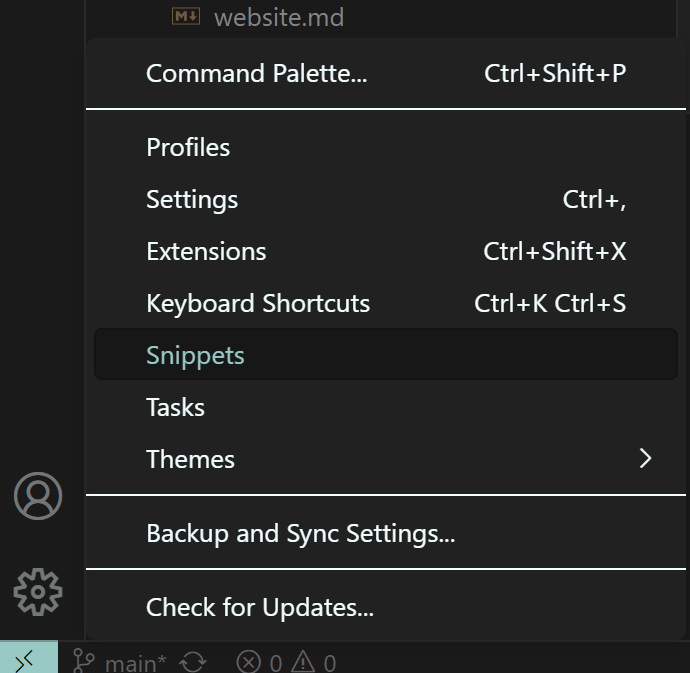 website.md
Command Palette... Ctrl+Shift+P
Profiles
Settings Ctrl+,
Extensions Ctrl+Shift+X
Keyboard Shortcuts Ctrl+K Ctrl+S
Snippets
Tasks
Themes
Backup and Sync Settings...
Check for Updates...
main* 0 0